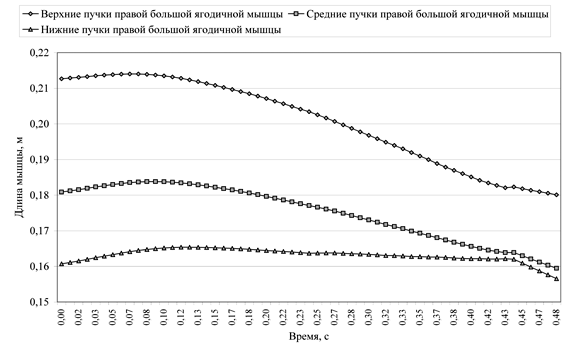 Верхние пучки правой большой ягодичной мышцы
Средние пучки правой большой ягодичной мышцы
Нижние пучки правой большой ягодичной мышцы
0,22
0,21
0,20
0,19
0,18
0,17
0,16
0,15
Длина мышцы, м
0,00 0,02 0,03 0,05 0,07 0,08 0,10 0,12 0,13 0,15 0,17 0,18 0,20 0,22 0,23 0,25 0,27 0,28 0,30 0,32 0,33 0,35 0,37 0,38 0,40 0,42 0,43 0,45 0,47 0,48
Время, с